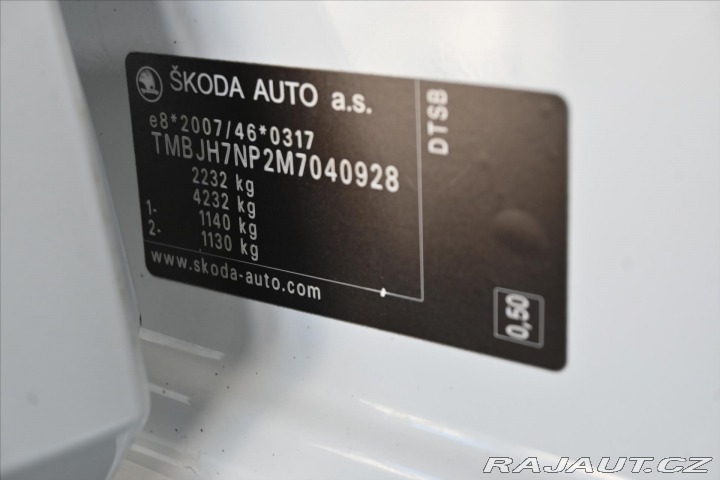 ŠKODA AUTO a.s.
e8*2007/46*0317
TMBJH7NP2M7040928
2232 kg
4232 kg
1- 1140 kg
2- 1130 kg
www.skoda-auto.com
DTSB
0,50
RAJAUT.CZ